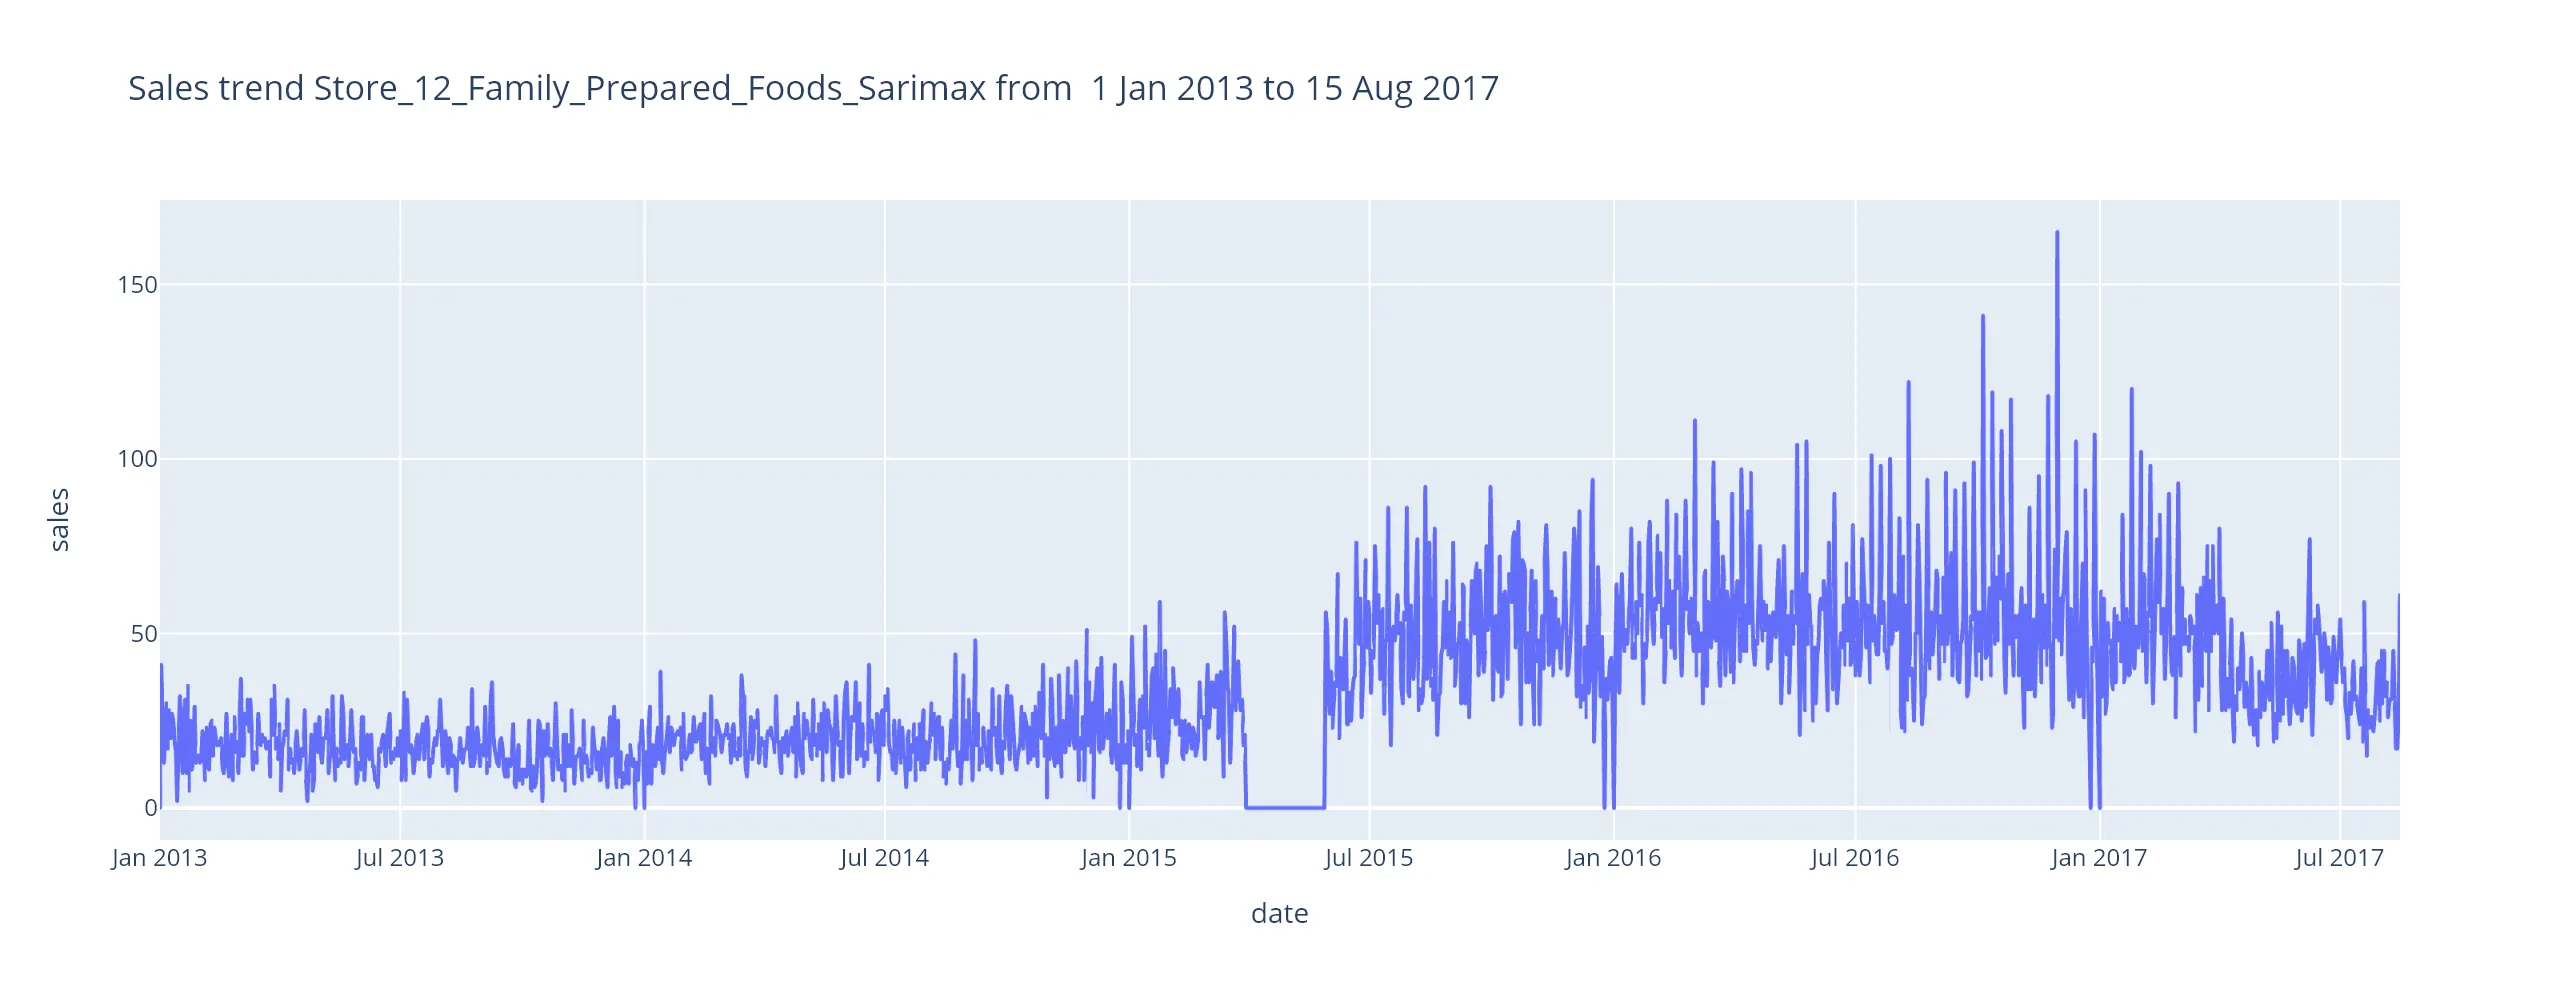 Sales trend Store_12_Family_Prepared_Foods_Sarimax from  1 Jan 2013 to 15 Aug 2017
150
100
50
0
sales
Jan 2013 Jul 2013 Jan 2014 Jul 2014 Jan 2015 Jul 2015 Jan 2016 Jul 2016 Jan 2017 Jul 2017
date